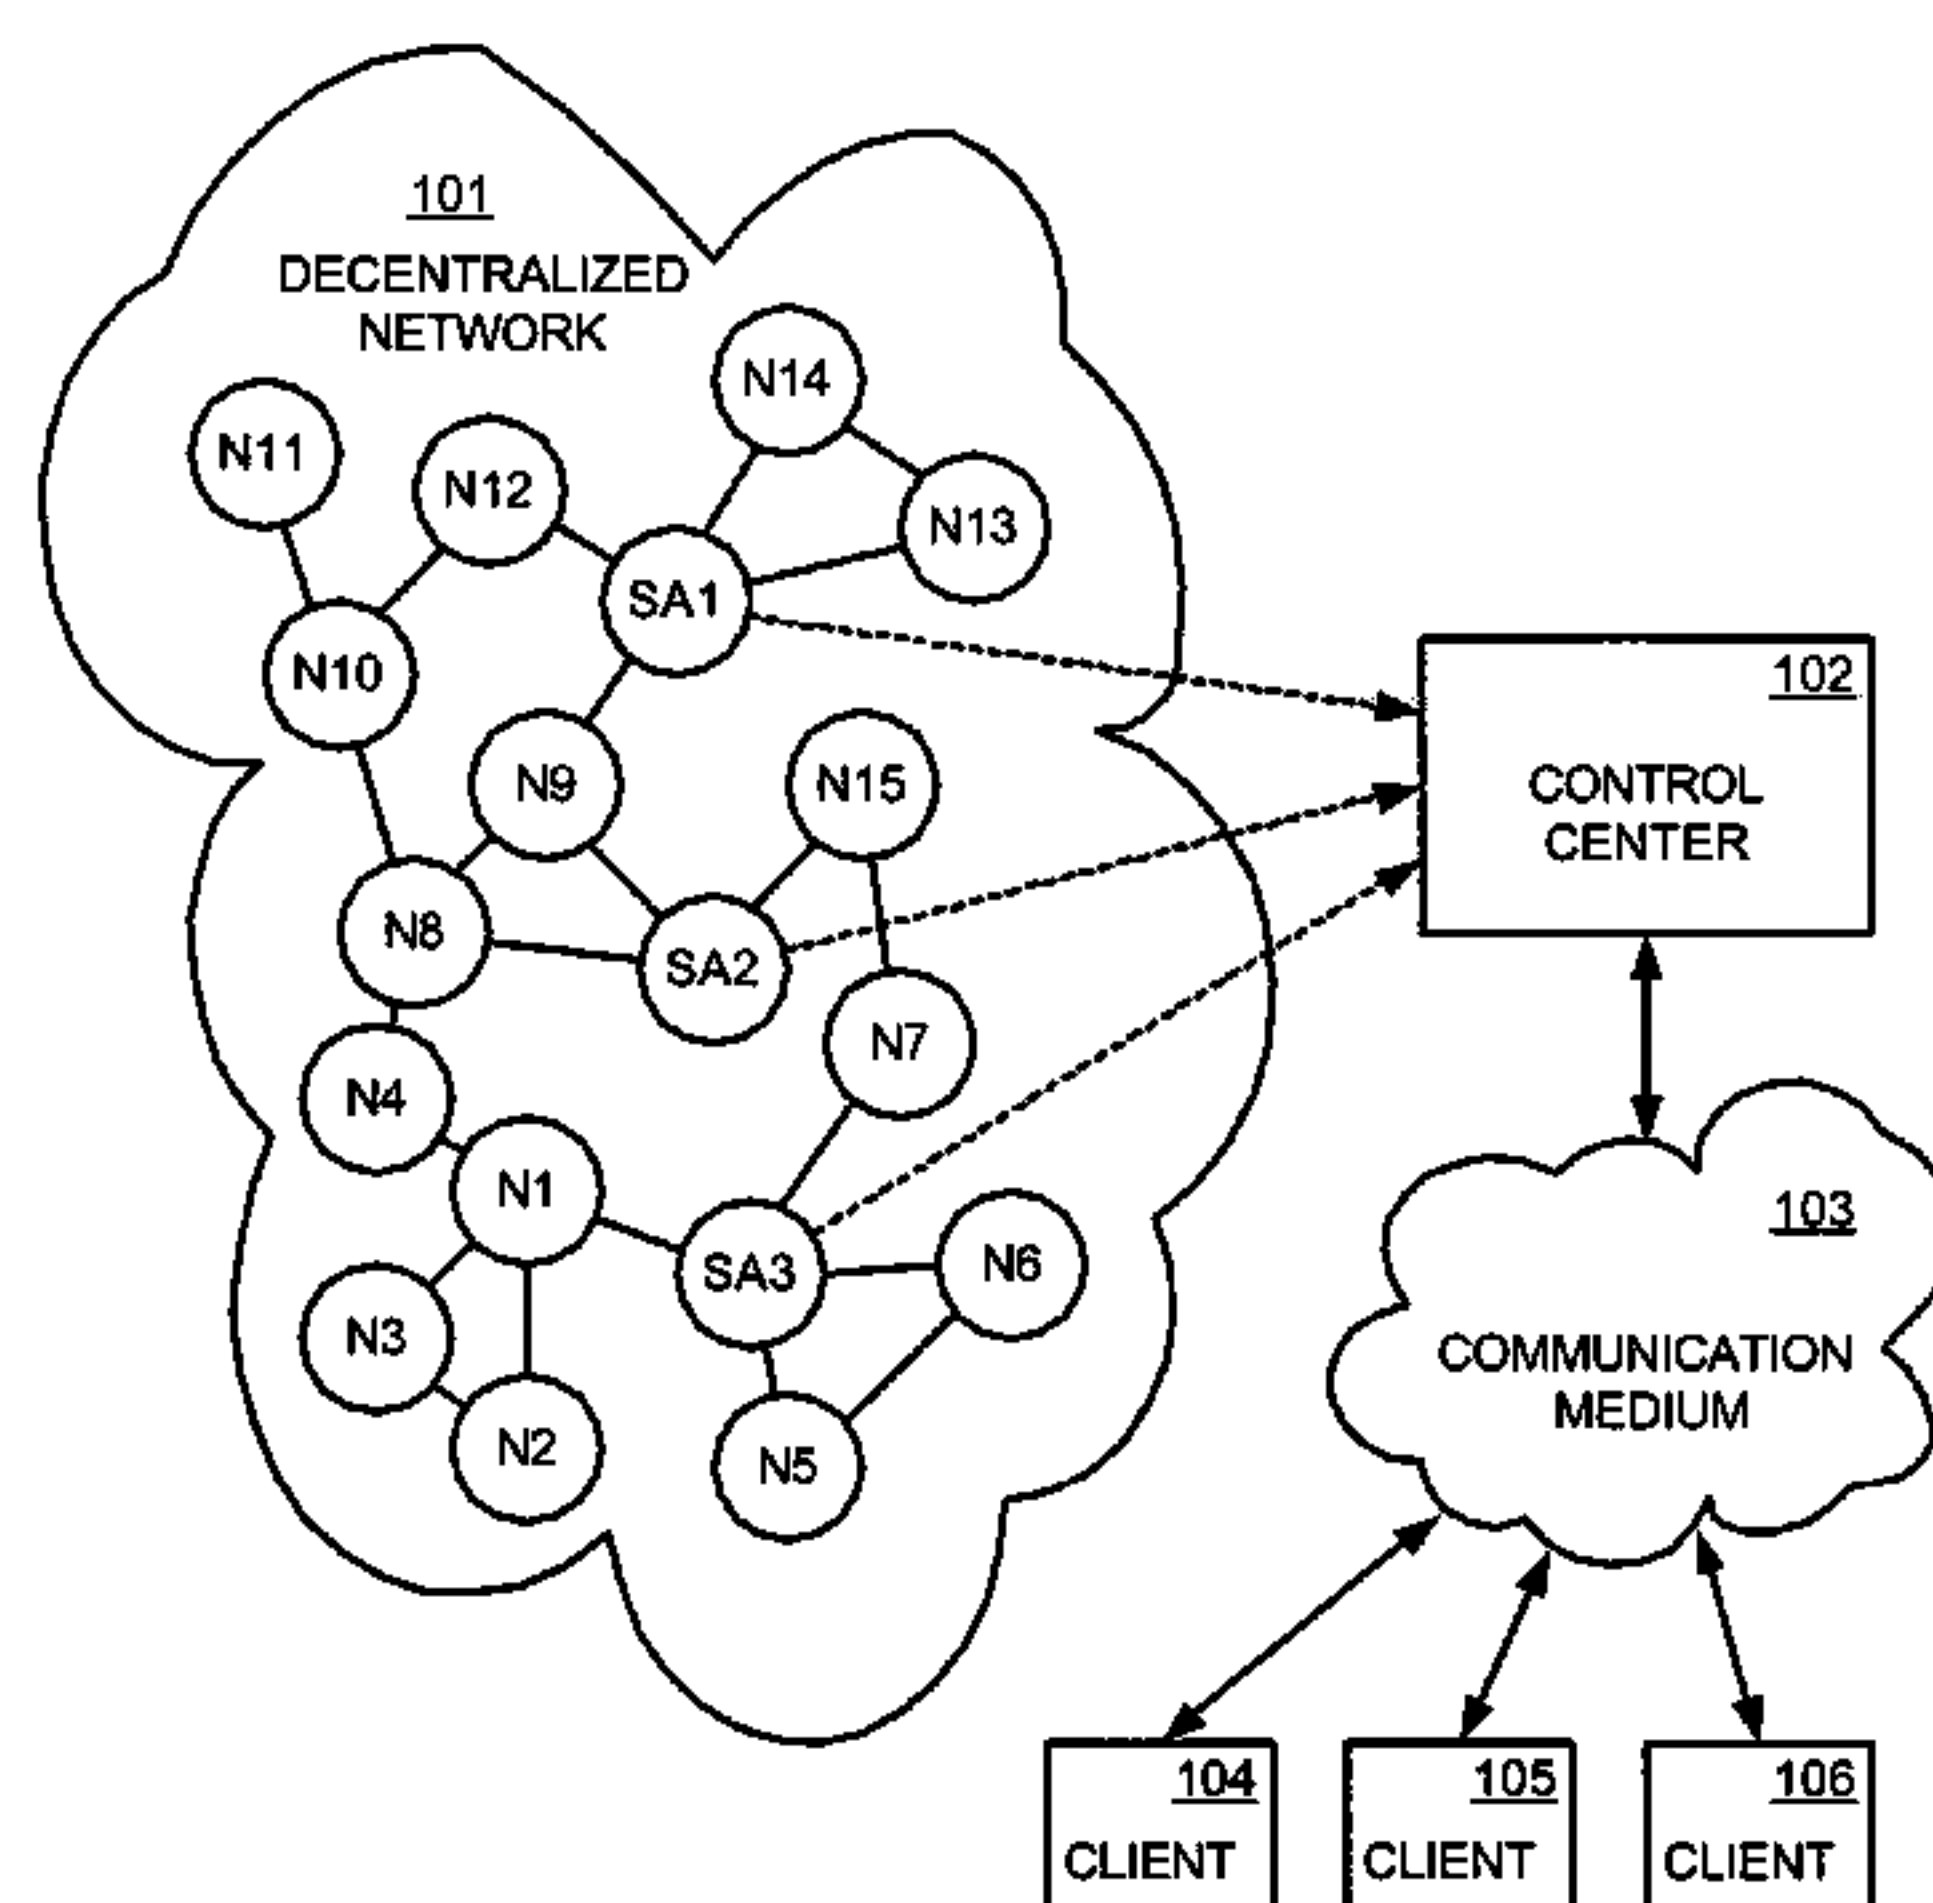 101
DECENTRALIZED
NETWORK
N14
N11
N12
N13
SA1
N10
102
N9
N15
CONTROL
CENTER
N8
SA2
N7
N4
N1
103
SA3
N6
N3
COMMUNICATION
MEDIUM
N2
N5
104
105
106
CLIENT
CLIENT
CLIENT